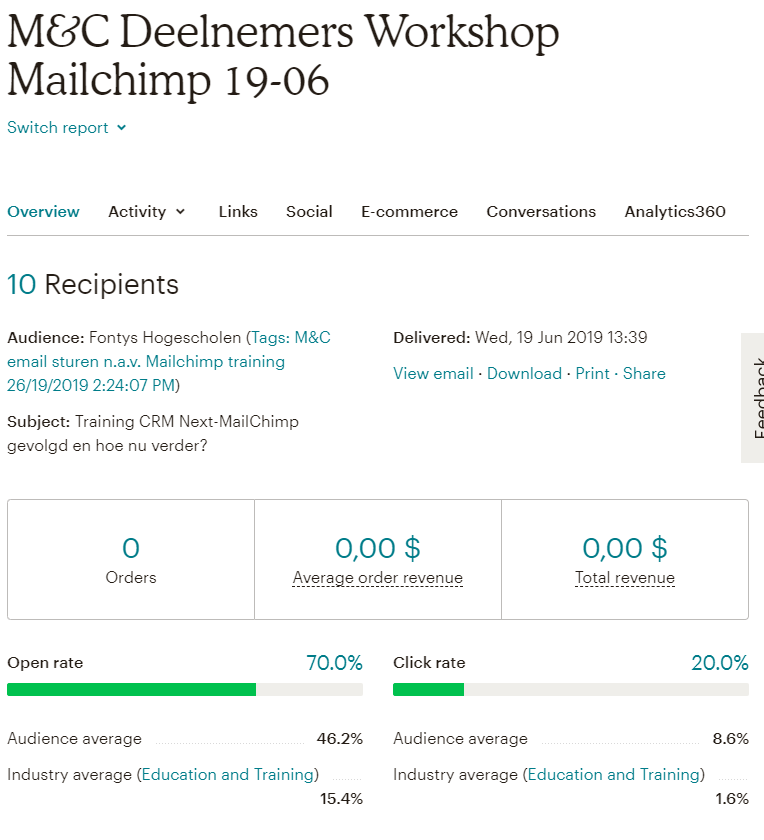 M&C Deelnemers Workshop
Mailchimp 19-06
Switch report
Overview Activity Links Social E-commerce Conversations Analytics360
10 Recipients
Audience: Fontys Hogescholen (Tags: M&C
email sturen n.a.v. Mailchimp training
26/19/2019 2:24:07 PM)
Subject: Training CRM Next-MailChimp
gevolgd en hoe nu verder?
Delivered: Wed, 19 Jun 2019 13:39
View email · Download · Print · Share
Feedback
0
Orders
0,00 $
Average order revenue
0,00 $
Total revenue
Open rate 70.0%
Audience average 46.2%
Industry average (Education and Training)
15.4%
Click rate 20.0%
Audience average 8.6%
Industry average (Education and Training)
1.6%